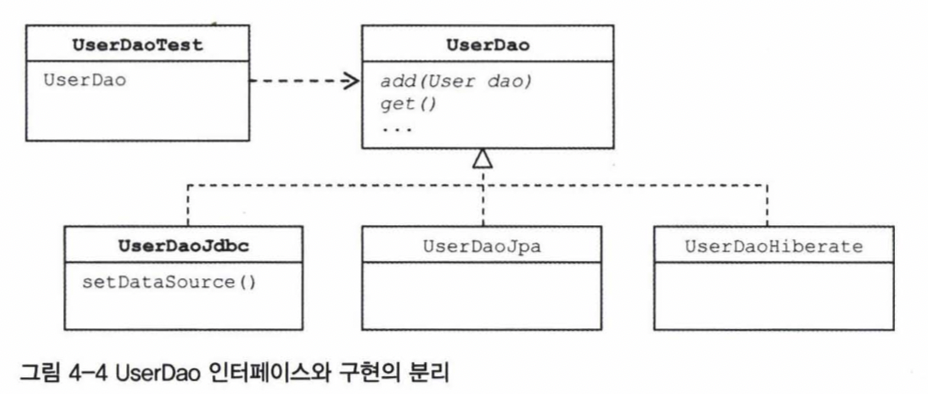 UserDaoTest
UserDao
UserDao
add(User dao)
get()
...
UserDaoJdbc
setDataSource()
UserDaoJpa
UserDaoHiberate
그림 4-4 UserDao 인터페이스와 구현의 분리